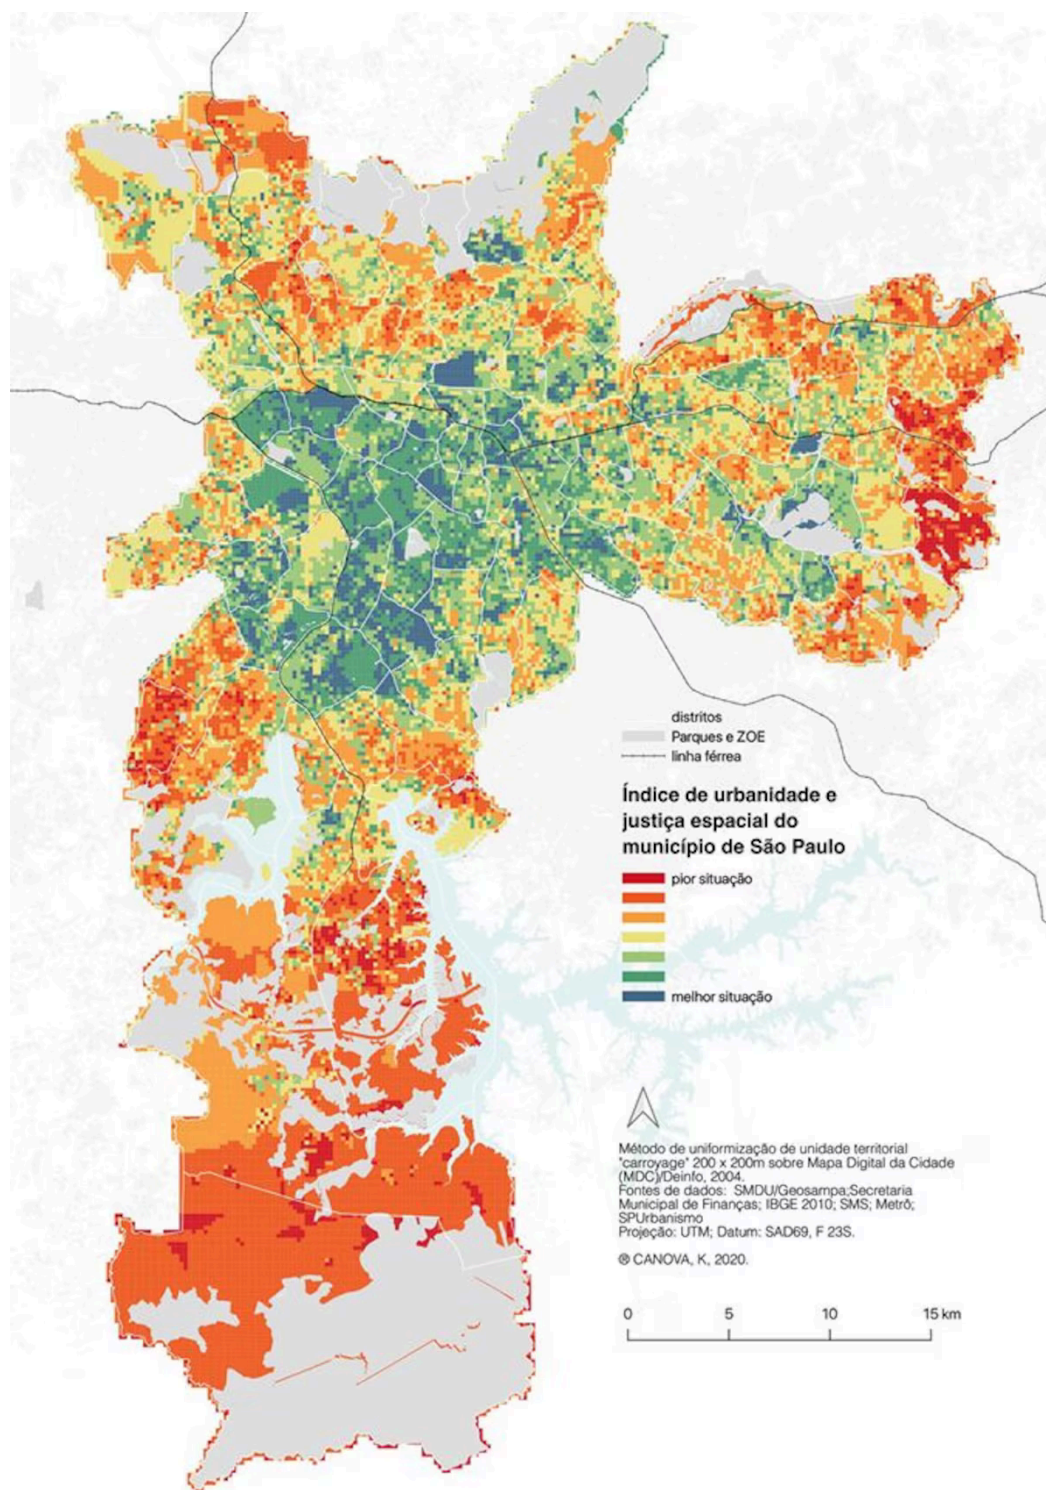 distritos
Parques e ZOE
linha férrea
Índice de urbanidade e
justiça espacial do
município de São Paulo
pior situação
melhor situação
Método de uniformização de unidade territorial
"carroyage" 200 x 200m sobre Mapa Digital da Cidade
(MDC)/Deinfo, 2004.
Fontes de dados: SMDU/Geosampa;Secretaria
Municipal de Finanças; IBGE 2010; SMS; Metrô;
SPUrbanismo
Projeção: UTM; Datum: SAD69, F 23S.
® CANOVA, K, 2020.
0 5 10 15 km